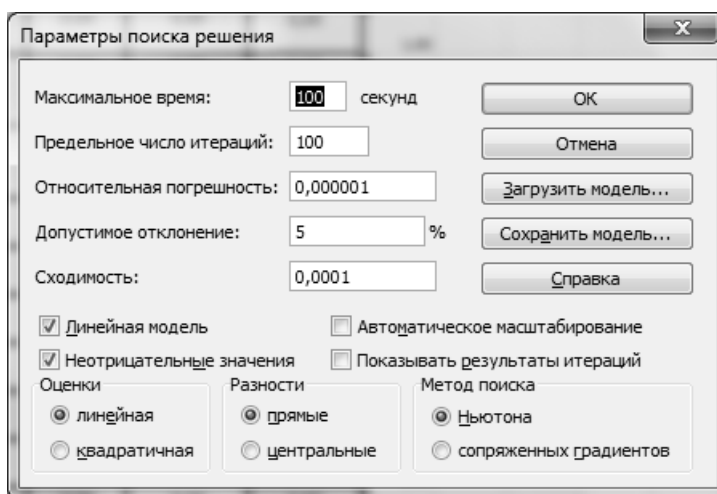 Параметры поиска решения
x
Максимальное время: 100 секунд OK
Предельное число итераций: 100 Отмена
Относительная погрешность: 0,000001 Загрузить модель...
Допустимое отклонение: 5 % Сохранить модель...
Сходимость: 0,0001 Справка
Линейная модель Автоматическое масштабирование
Неотрицательные значения Показывать результаты итераций
Оценки Разности Метод поиска
линейная прямые Ньютона
квадратичная центральные сопряженных градиентов